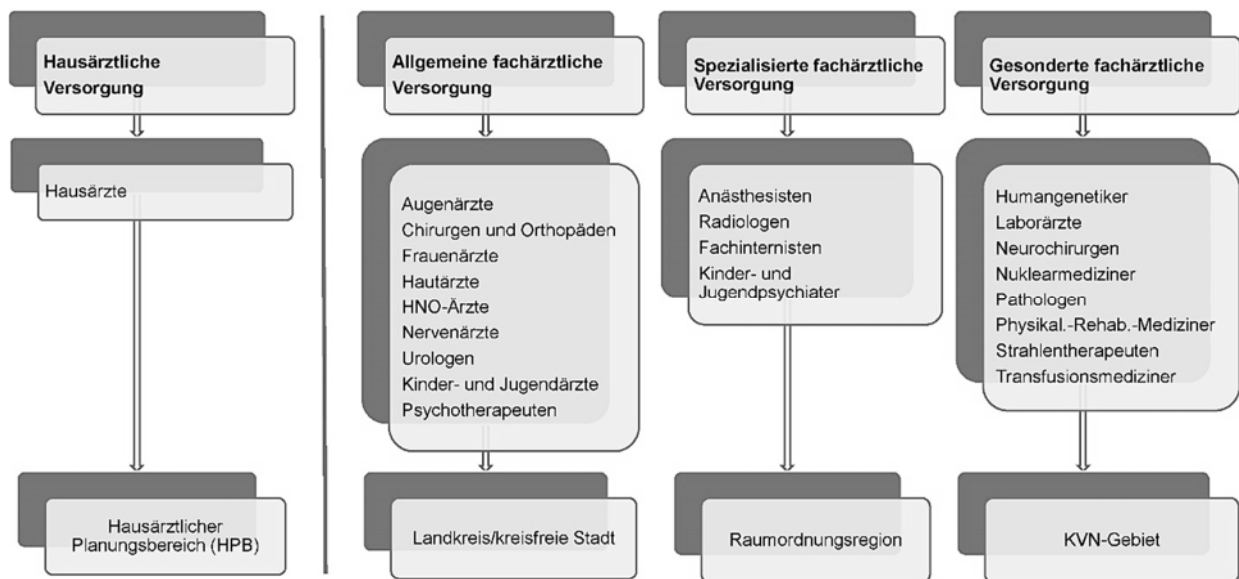 Hausärztliche
Versorgung
Hausärzte
Hausärztlicher
Planungsbereich (HPB)
Allgemeine fachärztliche
Versorgung
Augenärzte
Chirurgen und Orthopäden
Frauenärzte
Hautärzte
HNO-Ärzte
Nervenärzte
Urologen
Kinder- und Jugendärzte
Psychotherapeuten
Landkreis/kreisfreie Stadt
Spezialisierte fachärztliche
Versorgung
Anästhesisten
Radiologen
Fachinternisten
Kinder- und
Jugendpsychiater
Raumordnungsregion
Gesonderte fachärztliche
Versorgung
Humangenetiker
Laborärzte
Neurochirurgen
Nuklearmediziner
Pathologen
Physikal.-Rehab.-Mediziner
Strahlentherapeuten
Transfusionsmediziner
KVN-Gebiet